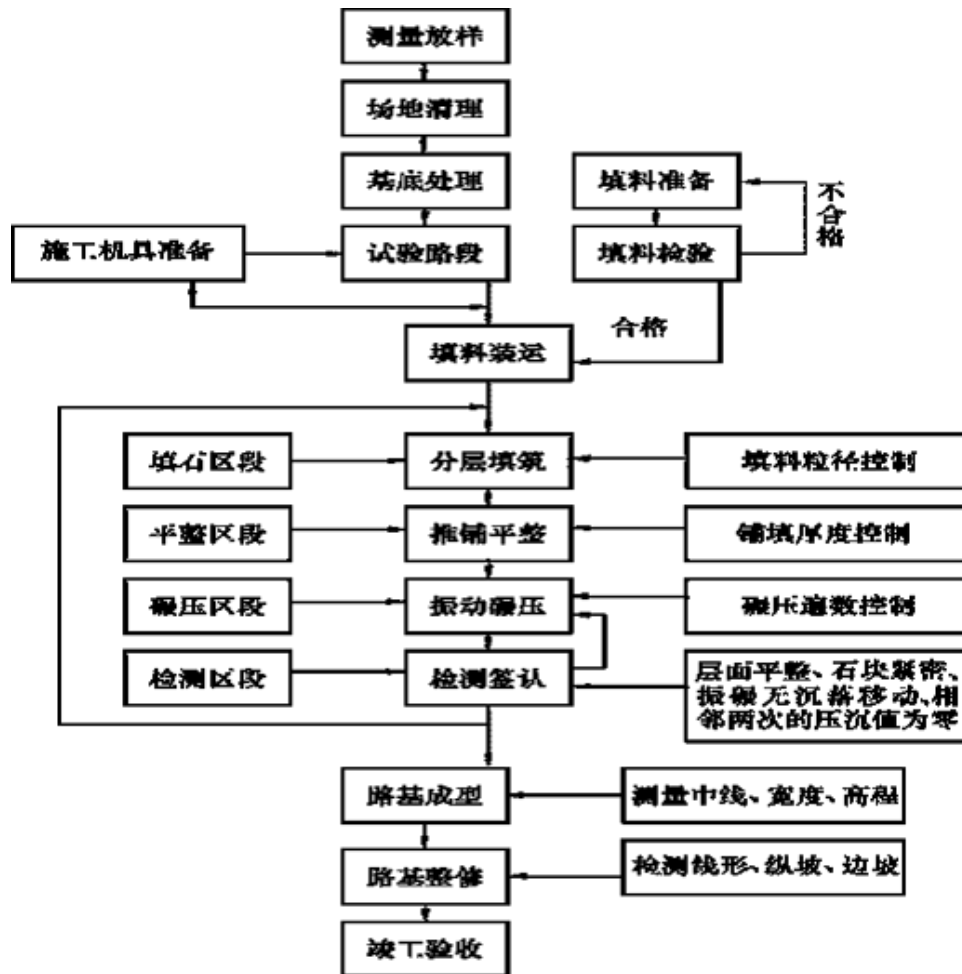 测量放样
场地清理
基底处理
填料准备
不合格
施工机具准备
试验路段
填料检验
合格
填料装运
填石区段
分层填筑
填料粒径控制
平整区段
推铺平整
铺填厚度控制
碾压区段
振动碾压
碾压遍数控制
检测区段
检测签认
层面平整、石块紧密、
振碾无沉落移动,相
邻两次的压沉值为零
路基成型
测量中线、宽度、高程
路基整修
检测线形、纵坡、边坡
竣工验收